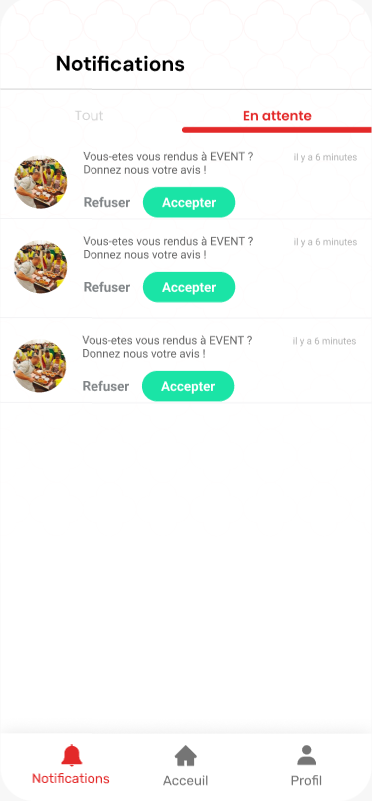 Notifications
Tout
En attente
Vous-etes vous rendus à EVENT ?
il y a 6 minutes
Donnez nous votre avis !
Refuser
Accepter
Vous-etes vous rendus à EVENT ?
il y a 6 minutes
Donnez nous votre avis !
Refuser
Accepter
Vous-etes vous rendus à EVENT ?
il y a 6 minutes
Donnez nous votre avis !
Refuser
Accepter
Notifications
Acceuil
Profil